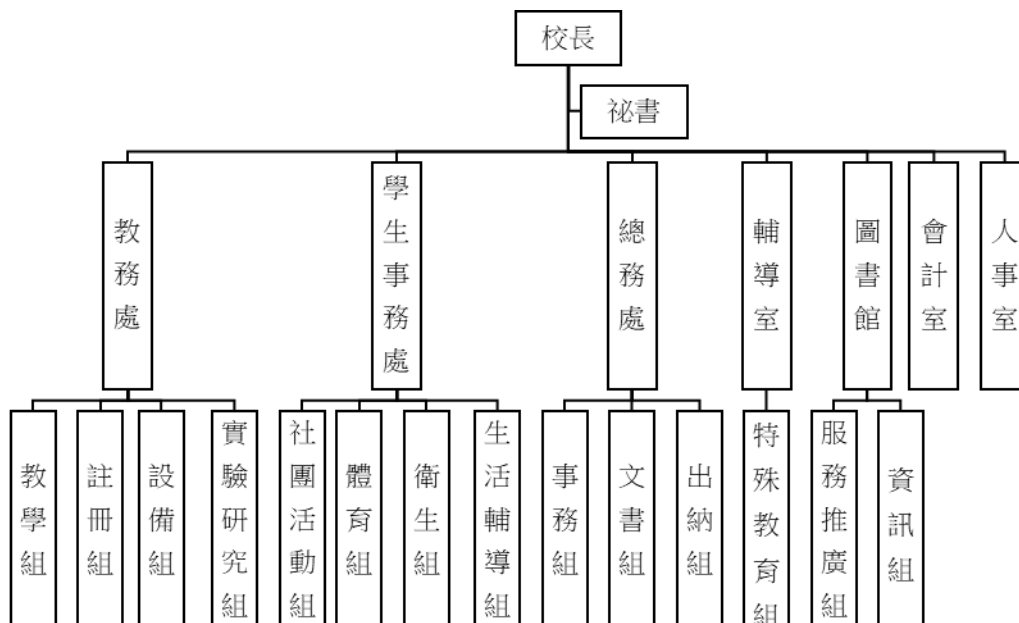 校長
祕書
教務處
學生事務處
總務處
輔導室
圖書館
會計室
人事室
教學組
註冊組
設備組
實驗研究組
社團活動組
體育組
衛生組
生活輔導組
事務組
文書組
出納組
特殊教育組
服務推廣組
資訊組